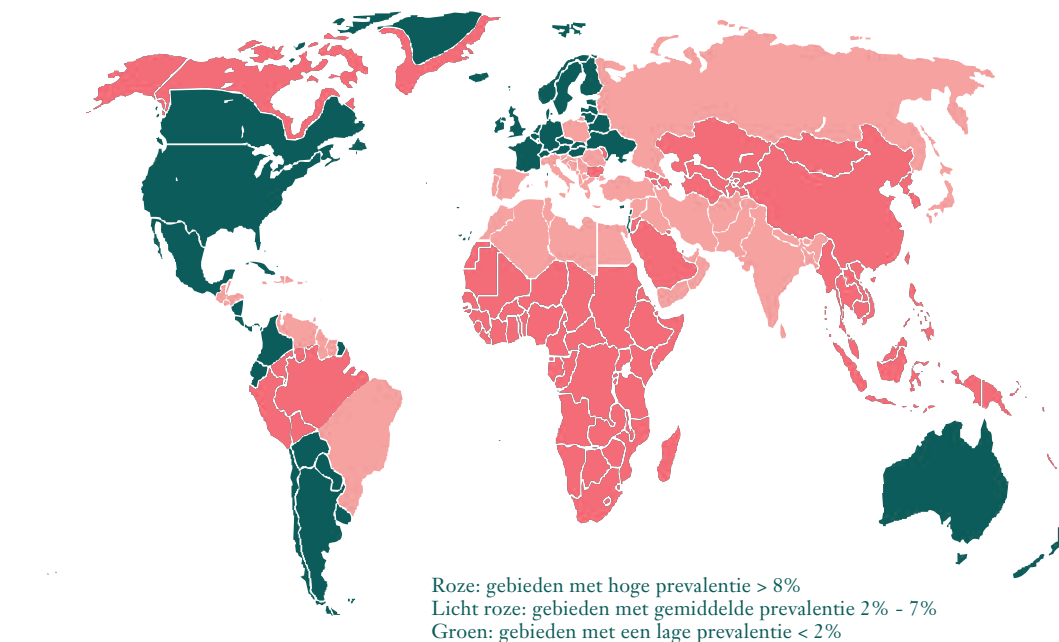 Roze: gebieden met hoge prevalentie > 8%
Licht roze: gebieden met gemiddelde prevalentie 2% - 7%
Groen: gebieden met een lage prevalentie < 2%